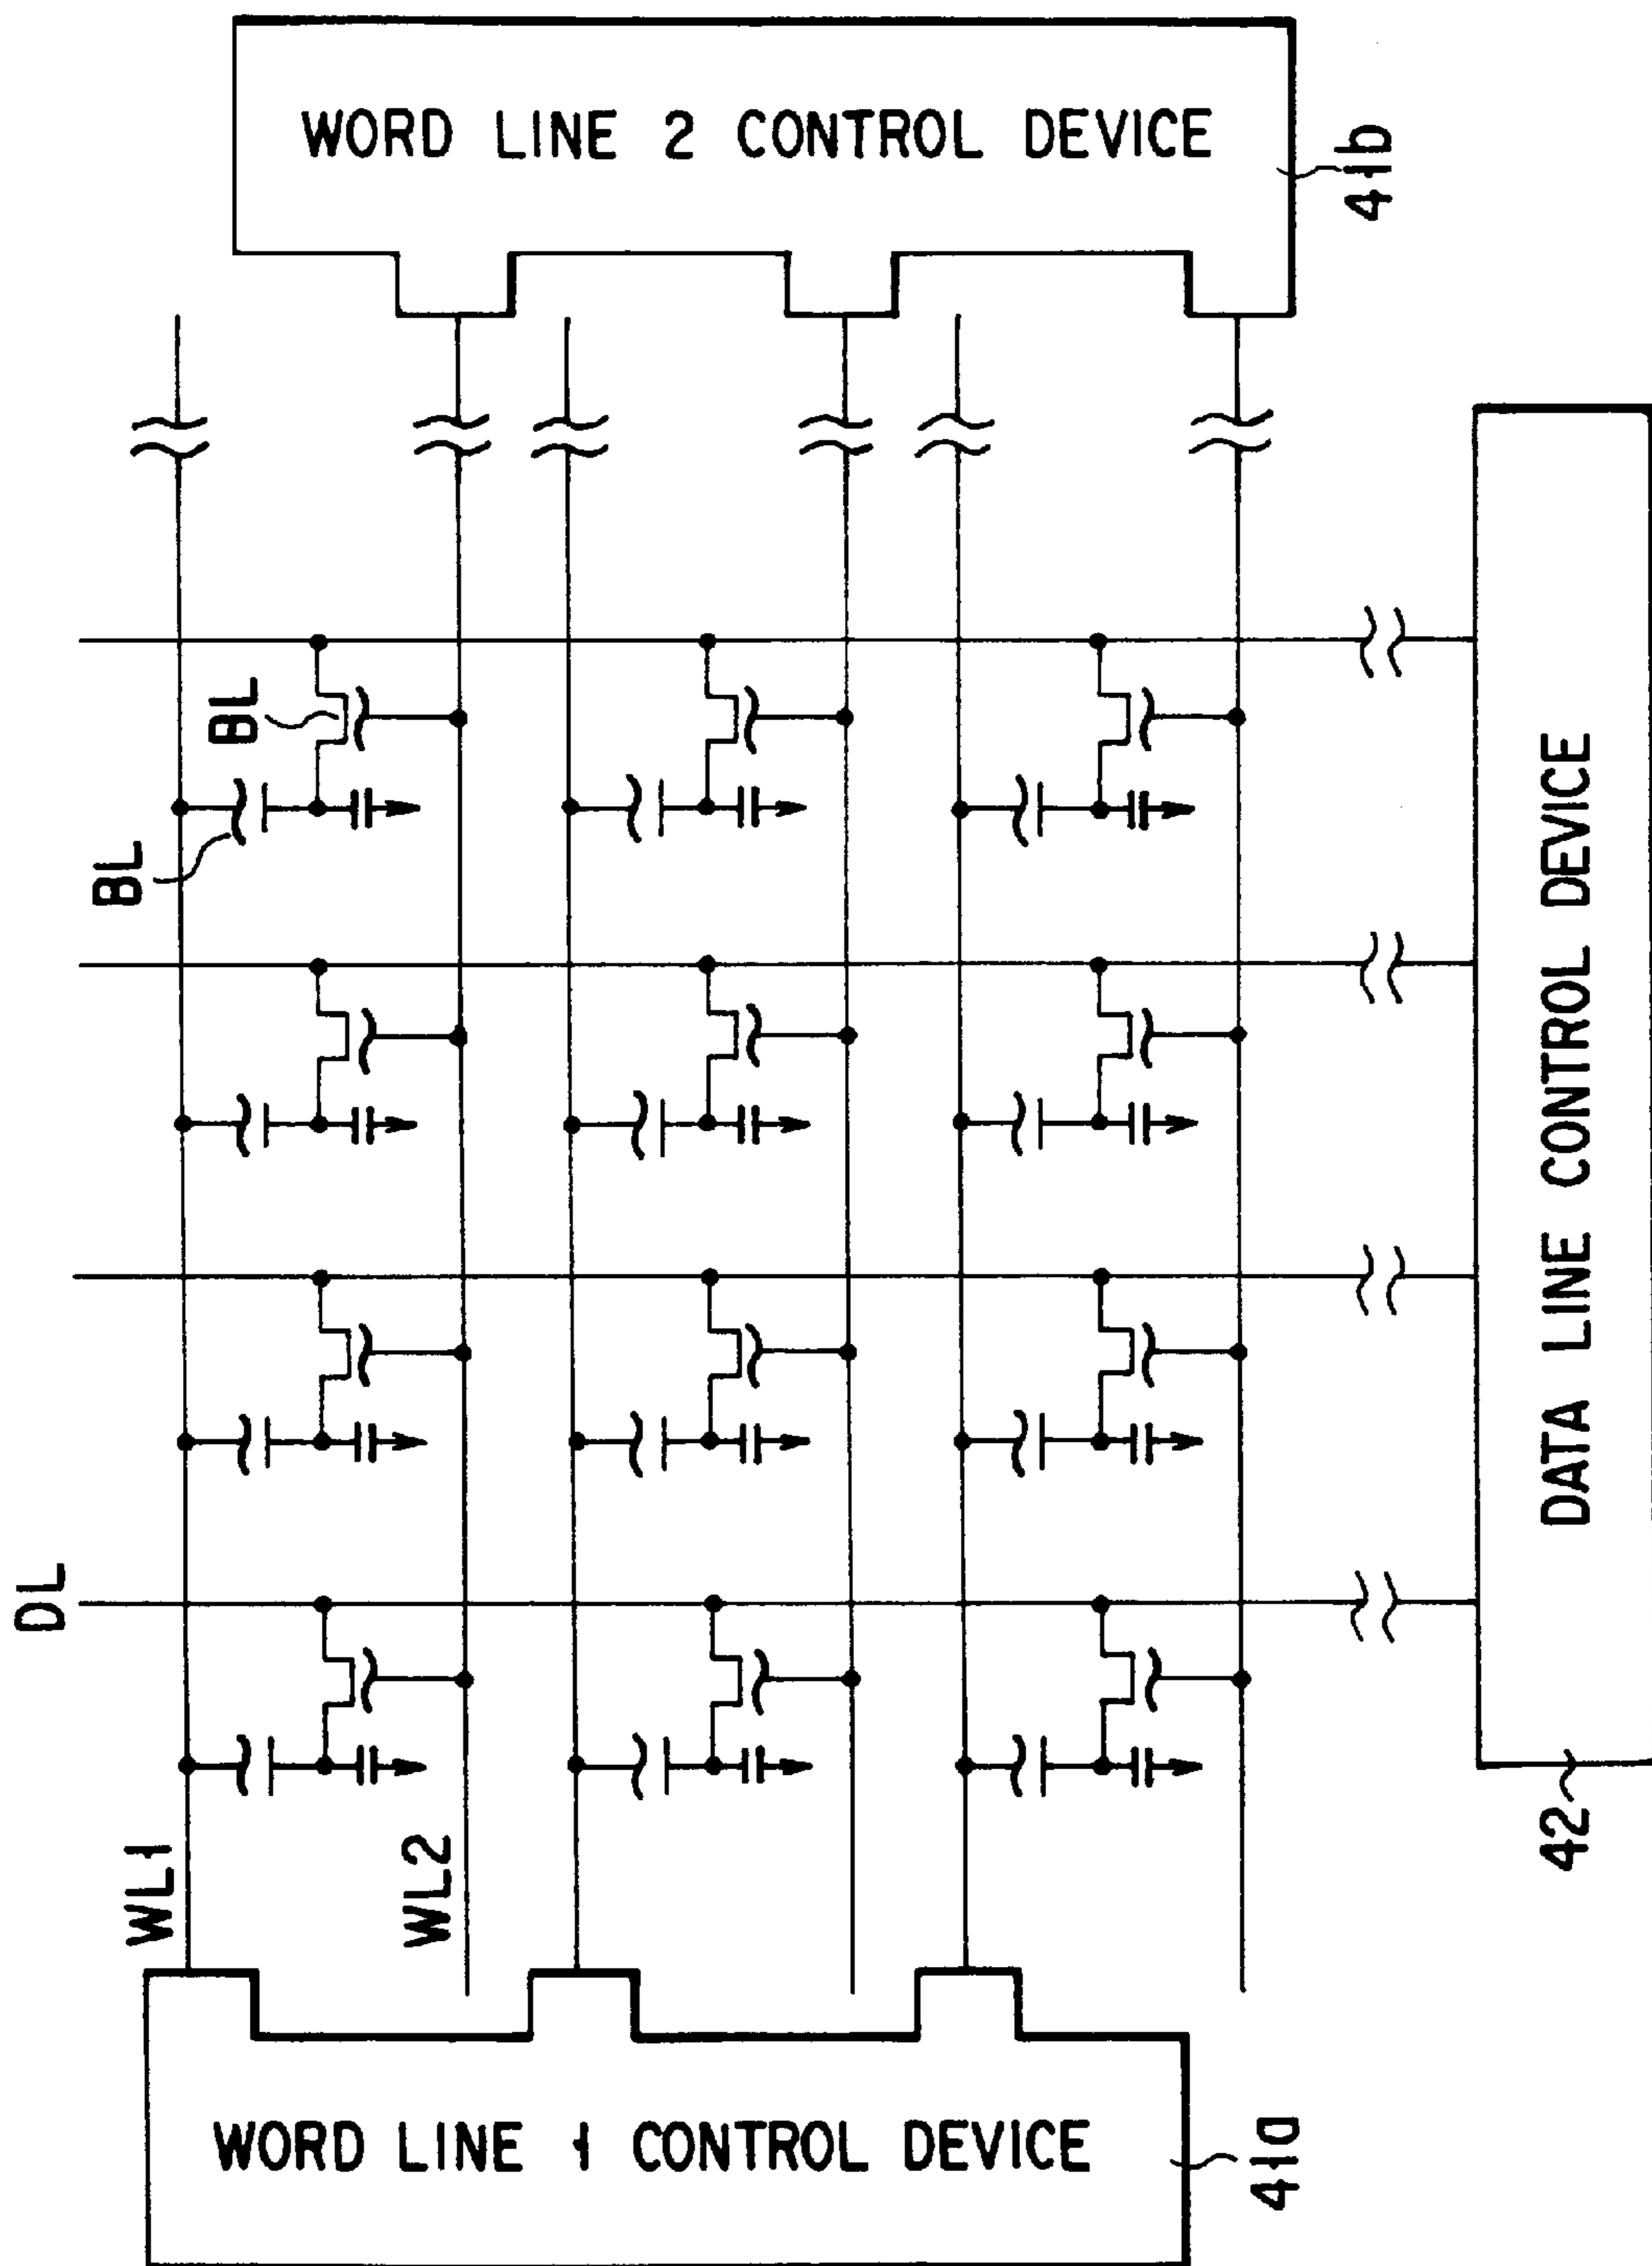 WORD LINE 2 CONTROL DEVICE
41b
BL
BL
DL
WL1
WL2
DATA LINE CONTROL DEVICE
42
WORD LINE 1 CONTROL DEVICE
41a